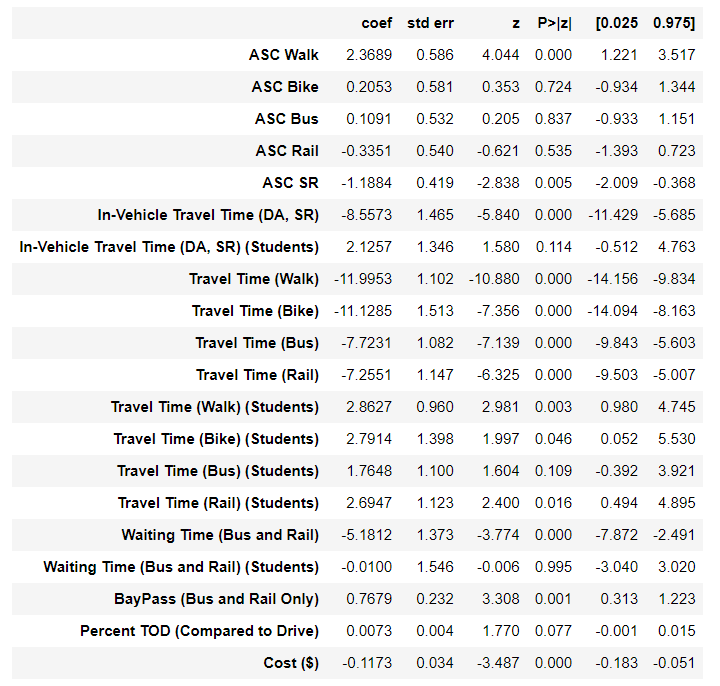 coef std err z P>|z| [0.025 0.975]
ASC Walk 2.3689 0.586 4.044 0.000 1.221 3.517
ASC Bike 0.2053 0.581 0.353 0.724 -0.934 1.344
ASC Bus 0.1091 0.532 0.205 0.837 -0.933 1.151
ASC Rail -0.3351 0.540 -0.621 0.535 -1.393 0.723
ASC SR -1.1884 0.419 -2.838 0.005 -2.009 -0.368
In-Vehicle Travel Time (DA, SR) -8.5573 1.465 -5.840 0.000 -11.429 -5.685
In-Vehicle Travel Time (DA, SR) (Students) 2.1257 1.346 1.580 0.114 -0.512 4.763
Travel Time (Walk) -11.9953 1.102 -10.880 0.000 -14.156 -9.834
Travel Time (Bike) -11.1285 1.513 -7.356 0.000 -14.094 -8.163
Travel Time (Bus) -7.7231 1.082 -7.139 0.000 -9.843 -5.603
Travel Time (Rail) -7.2551 1.147 -6.325 0.000 -9.503 -5.007
Travel Time (Walk) (Students) 2.8627 0.960 2.981 0.003 0.980 4.745
Travel Time (Bike) (Students) 2.7914 1.398 1.997 0.046 0.052 5.530
Travel Time (Bus) (Students) 1.7648 1.100 1.604 0.109 -0.392 3.921
Travel Time (Rail) (Students) 2.6947 1.123 2.400 0.016 0.494 4.895
Waiting Time (Bus and Rail) -5.1812 1.373 -3.774 0.000 -7.872 -2.491
Waiting Time (Bus and Rail) (Students) -0.0100 1.546 -0.006 0.995 -3.040 3.020
BayPass (Bus and Rail Only) 0.7679 0.232 3.308 0.001 0.313 1.223
Percent TOD (Compared to Drive) 0.0073 0.004 1.770 0.077 -0.001 0.015
Cost ($) -0.1173 0.034 -3.487 0.000 -0.183 -0.051